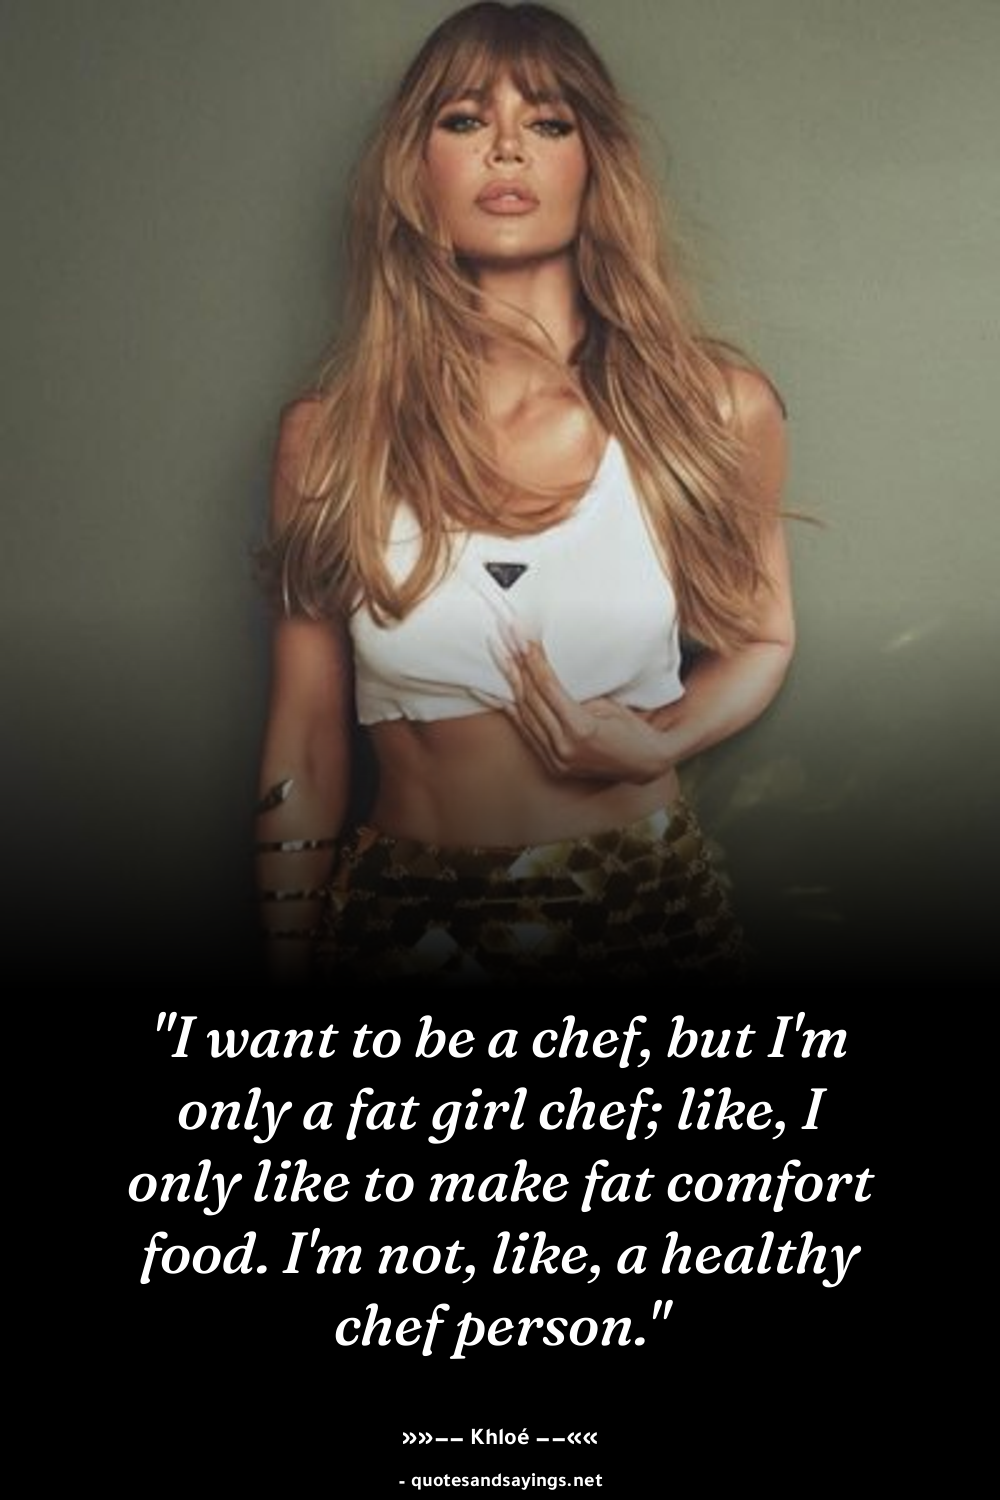 "I want to be a chef, but I'm
only a fat girl chef; like, I
only like to make fat comfort
food. I'm not, like, a healthy
chef person."
»»-- Khloé --««
- quotesandsayings.net